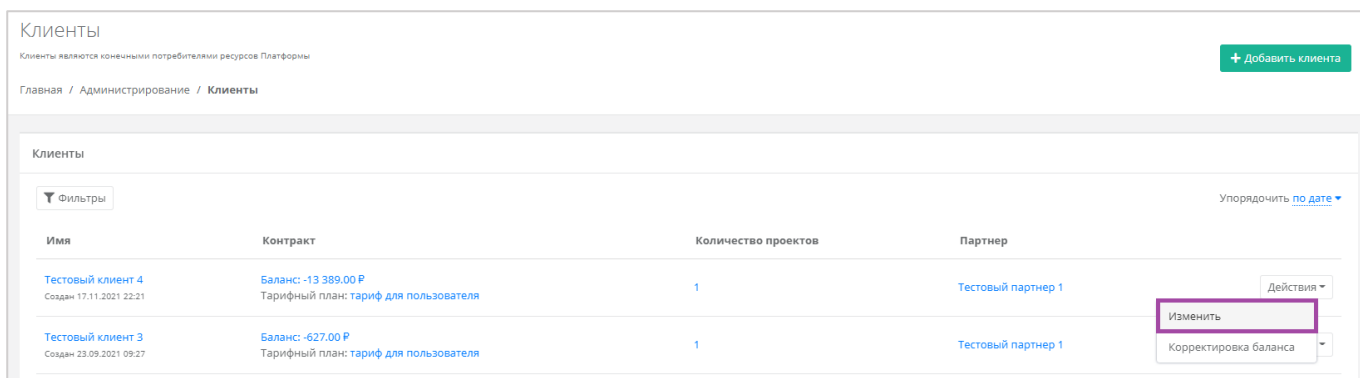 Клиенты
Клиенты являются конечными потребителями ресурсов Платформы
+ Добавить клиента
Главная / Администрирование / Клиенты
Клиенты
Фильтры
Упорядочить по дате
Имя Контракт Количество проектов Партнер
Тестовый клиент 4 Баланс: -13 389.00 ₽ 1 Тестовый партнер 1 Действия
Создан 17.11.2021 22:21 Тарифный план: тариф для пользователя
Изменить
Тестовый клиент 3 Баланс: -627.00 ₽ 1 Тестовый партнер 1
Создан 23.09.2021 09:27 Тарифный план: тариф для пользователя
Корректировка баланса